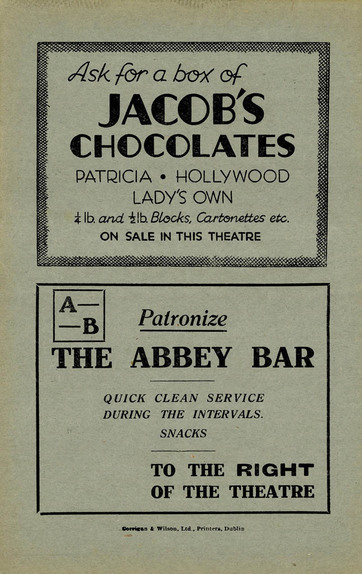 Ask for a box of
JACOB'S
CHOCOLATES
PATRICIA • HOLLYWOOD
LADY'S OWN
¼ lb. and ½ lb. Blocks, Cartonettes etc.
ON SALE IN THIS THEATRE
A—
—B
Patronize
THE ABBEY BAR
QUICK CLEAN SERVICE
DURING THE INTERVALS.
SNACKS
TO THE RIGHT
OF THE THEATRE
Corrigan & Wilson, Ltd., Printers, Dublin